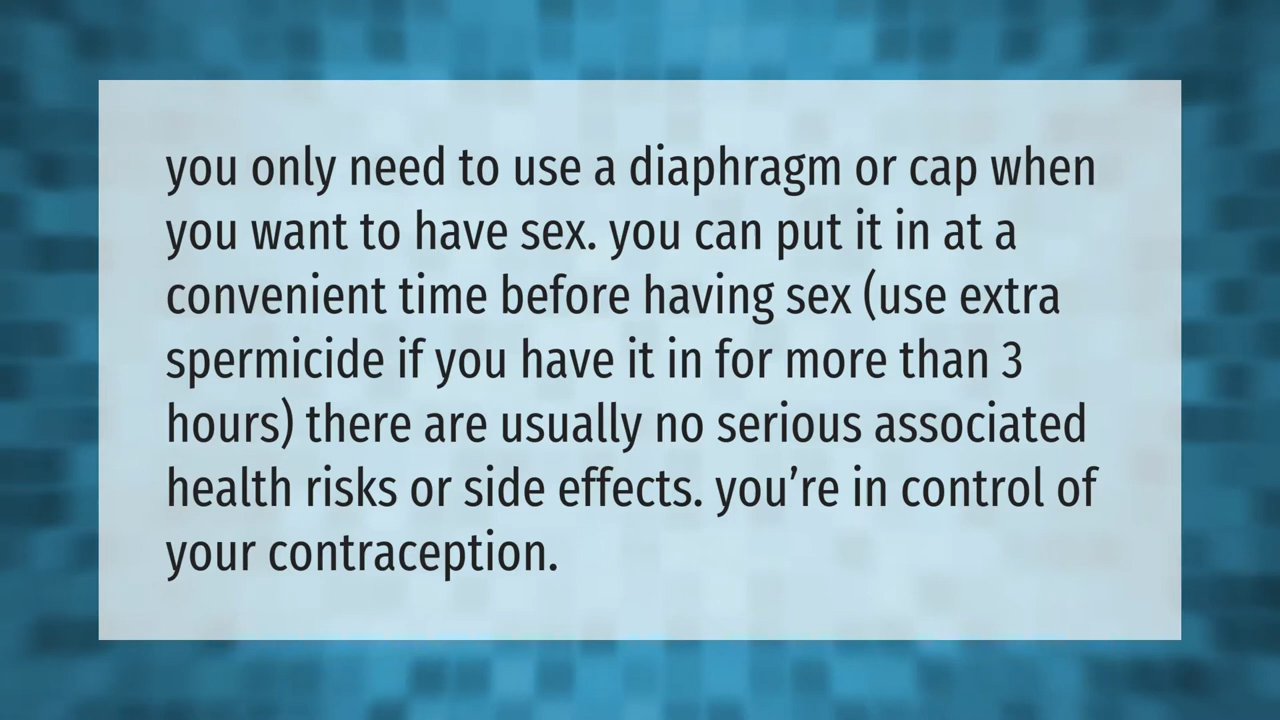 you only need to use a diaphragm or cap when
you want to have sex. you can put it in at a
convenient time before having sex (use extra
spermicide if you have it in for more than 3
hours) there are usually no serious associated
health risks or side effects. you’re in control of
your contraception.